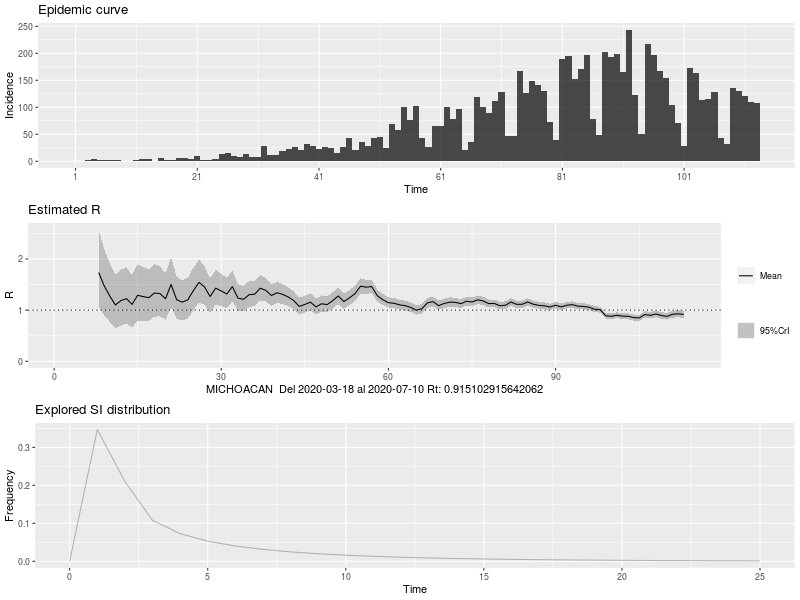 Epidemic curve
250
200
150
100
50
0
Incidence
1
21
41
61
81
101
Time
Estimated R
2
1
0
R
0
30
60
90
MICHOACAN Del 2020-03-18 al 2020-07-10 Rt: 0.915102915642062
Mean
95%CrI
Explored SI distribution
0.3
0.2
0.1
0.0
Frequency
0
5
10
15
20
25
Time